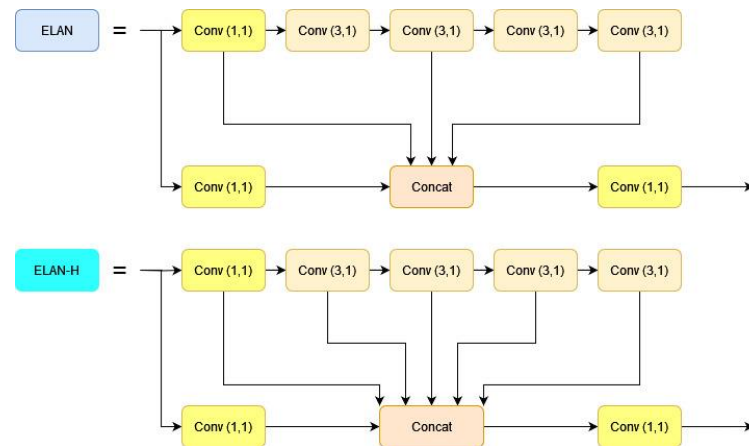 ELAN = Conv (1,1) Conv (3,1) Conv (3,1) Conv (3,1) Conv (3,1)
Conv (1,1) Concat Conv (1,1)
ELAN-H = Conv (1,1) Conv (3,1) Conv (3,1) Conv (3,1) Conv (3,1)
Conv (1,1) Concat Conv (1,1)